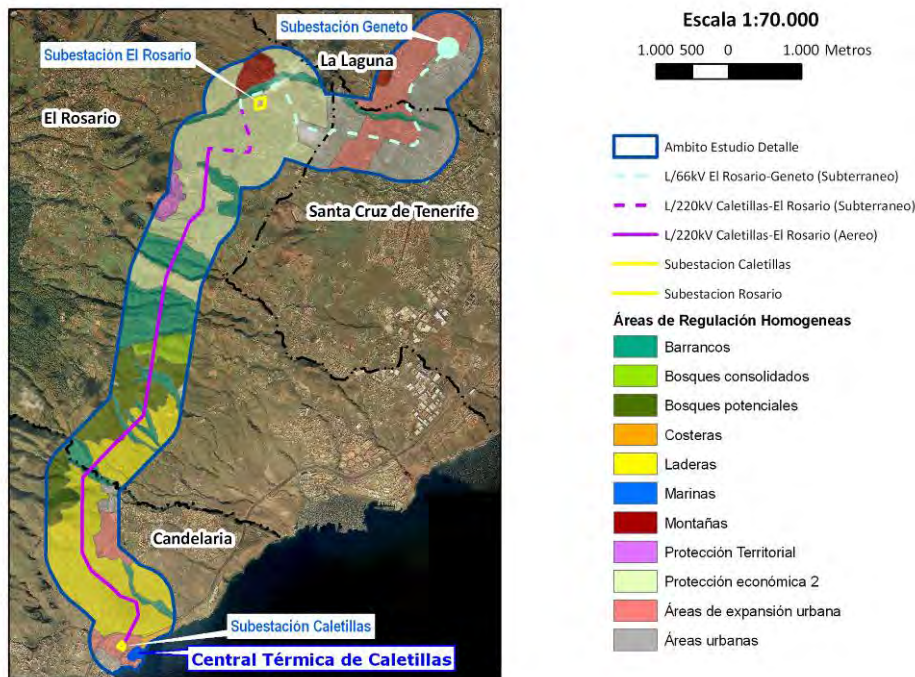 Subestación Geneto
Subestación El Rosario
La Laguna
El Rosario
Santa Cruz de Tenerife
Candelaria
Subestación Caletillas
Central Térmica de Caletillas
Escala 1:70.000
1.000 500 0 1.000 Metros
Ambito Estudio Detalle
L/66kV El Rosario-Geneto (Subterraneo)
L/220kV Caletillas-El Rosario (Subterraneo)
L/220kV Caletillas-El Rosario (Aereo)
Subestacion Caletillas
Subestacion Rosario
Áreas de Regulación Homogeneas
Barrancos
Bosques consolidados
Bosques potenciales
Costeras
Laderas
Marinas
Montañas
Protección Territorial
Protección económica 2
Áreas de expansión urbana
Áreas urbanas